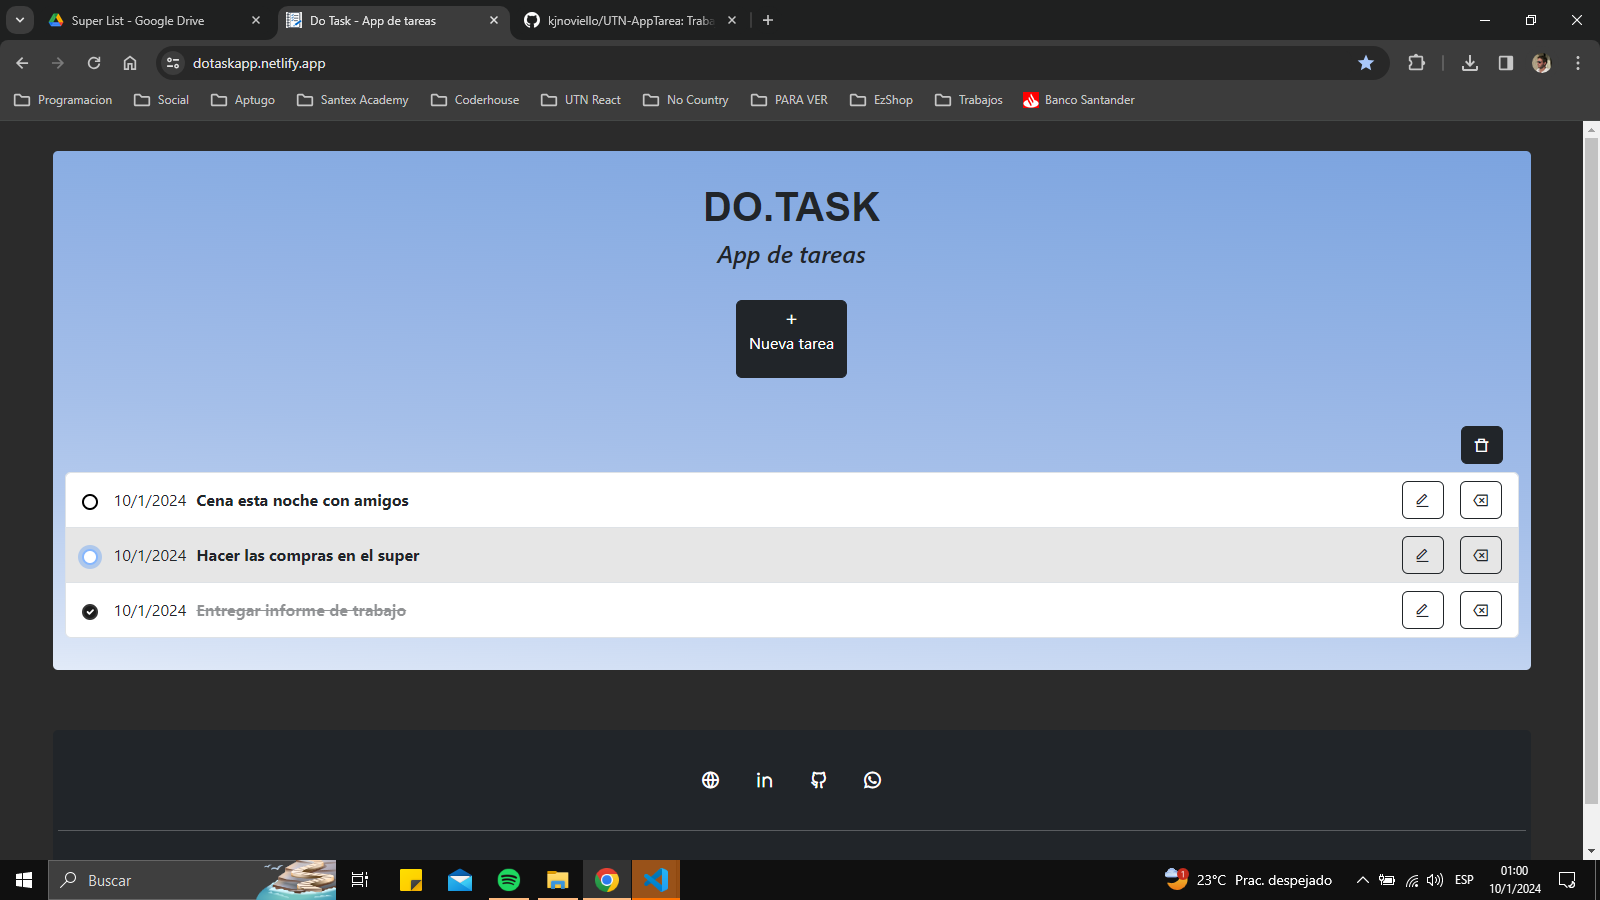 Super List - Google Drive
Do Task - App de tareas
kjnoviello/UTN-AppTarea: Traba
dotaskapp.netlify.app
Programacion
Social
Aptugo
Santex Academy
Coderhouse
UTN React
No Country
PARA VER
EzShop
Trabajos
Banco Santander
DO.TASK
App de tareas
+
Nueva tarea
10/1/2024 Cena esta noche con amigos
10/1/2024 Hacer las compras en el super
10/1/2024 Entregar informe de trabajo
in
Buscar
1
23°C Prac. despejado
ESP
01:00
10/1/2024